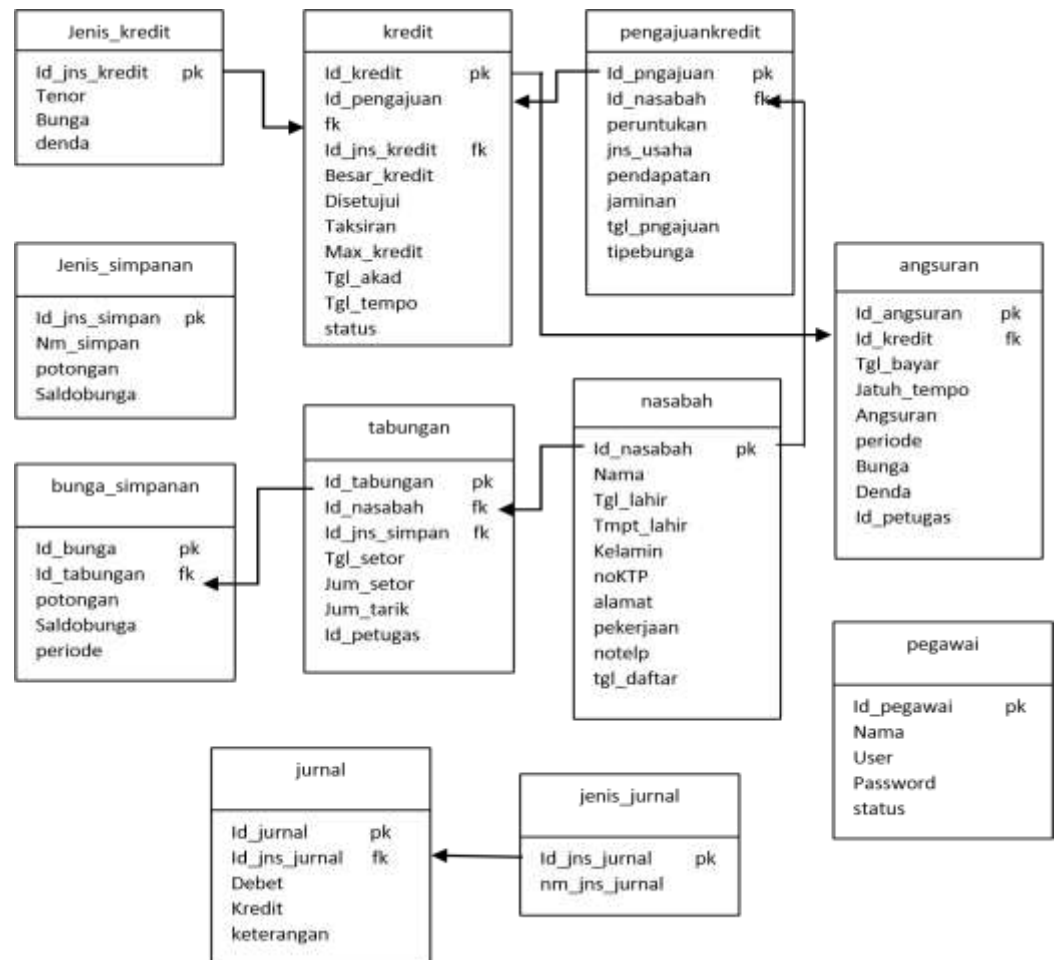 Jenis_kredit
Id_jns_kredit pk
Tenor
Bunga
denda
kredit
Id_kredit pk
Id_pengajuan
fk
Id_jns_kredit fk
Besar_kredit
Disetujui
Taksiran
Max_kredit
Tgl_akad
Tgl_tempo
status
pengajuankredit
Id_pngajuan pk
Id_nasabah fk
peruntukan
jns_usaha
pendapatan
jaminan
tgl_pngajuan
tipebunga
Jenis_simpanan
Id_jns_simpan pk
Nm_simpan
potongan
Saldobunga
angsuran
Id_angsuran pk
Id_kredit fk
Tgl_bayar
Jatuh_tempo
Angsuran
periode
Bunga
Denda
Id_petugas
bunga_simpanan
Id_bunga pk
Id_tabungan fk
potongan
Saldobunga
periode
tabungan
Id_tabungan pk
Id_nasabah fk
Id_jns_simpan fk
Tgl_setor
Jum_setor
Jum_tarik
Id_petugas
nasabah
Id_nasabah pk
Nama
Tgl_lahir
Tmpt_lahir
Kelamin
noKTP
alamat
pekerjaan
notelp
tgl_daftar
pegawai
Id_pegawai pk
Nama
User
Password
status
jurnal
Id_jurnal pk
Id_jns_jurnal fk
Debet
Kredit
keterangan
jenis_jurnal
Id_jns_jurnal pk
nm_jns_jurnal